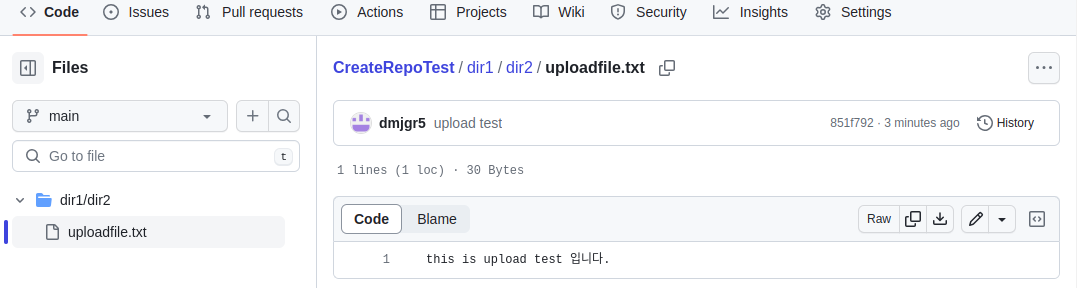 Code Issues Pull requests Actions Projects Wiki Security Insights Settings
Files
main
Go to file t
dir1/dir2
uploadfile.txt
CreateRepoTest / dir1 / dir2 / uploadfile.txt
dmjgr5 upload test 851f792 · 3 minutes ago History
1 lines (1 loc) · 30 Bytes
Code Blame Raw
1 this is upload test 입니다.